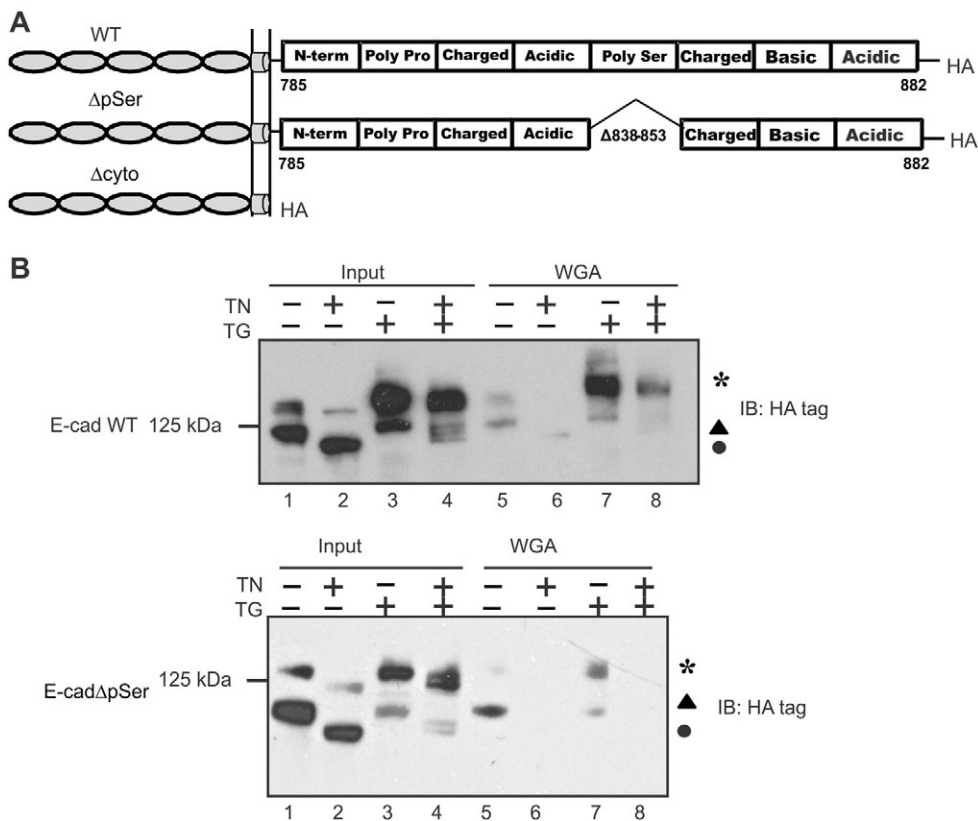 A
WT
N-term Poly Pro Charged Acidic Poly Ser Charged Basic Acidic
HA
785 882
ΔpSer
N-term Poly Pro Charged Acidic Δ838-853 Charged Basic Acidic
HA
785 882
Δcyto
HA
B
Input WGA
TN − + − + − + − +
TG − − + + − − + +
E-cad WT 125 kDa
* 
▲
●
IB: HA tag
1 2 3 4 5 6 7 8
Input WGA
TN − + − + − + − +
TG − − + + − − + +
E-cadΔpSer 125 kDa
*
▲
●
IB: HA tag
1 2 3 4 5 6 7 8